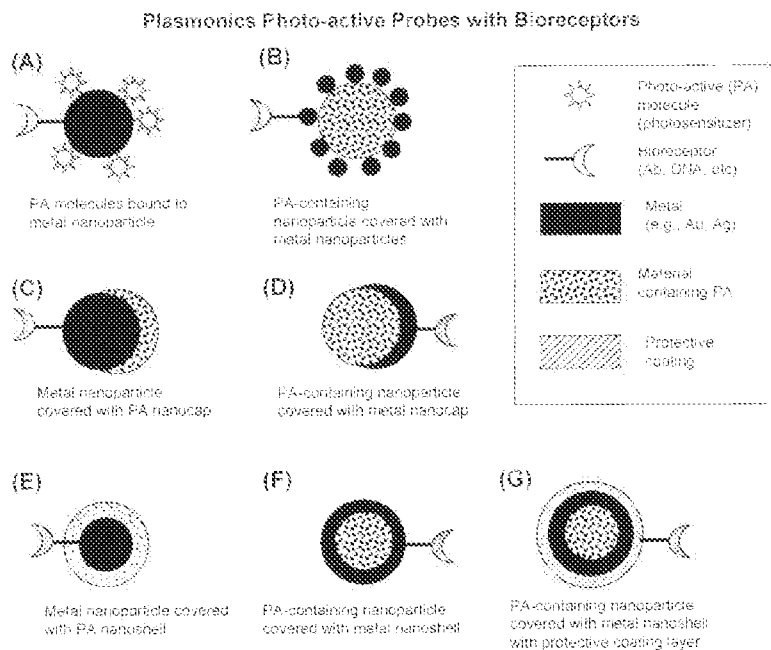 Plasmonics Photo-active Probes with Bioreceptors
(A)
PA molecules bound to
metal nanoparticle
(B)
PA-containing
nanoparticle covered with
metal nanoparticles
Photo-active (PA)
molecule
(photosensitizer)
Bioreceptor
(Ab, DNA, etc)
Metal
(e.g., Au, Ag)
Material
containing PA
Protective
coating
(C)
Metal nanoparticle
covered with PA nanocap
(D)
PA-containing nanoparticle
covered with metal nanocap
(E)
Metal nanoparticle covered
with PA nanoshell
(F)
PA-containing nanoparticle
covered with metal nanoshell
(G)
PA-containing nanoparticle
covered with metal nanoshell
with protective coating layer